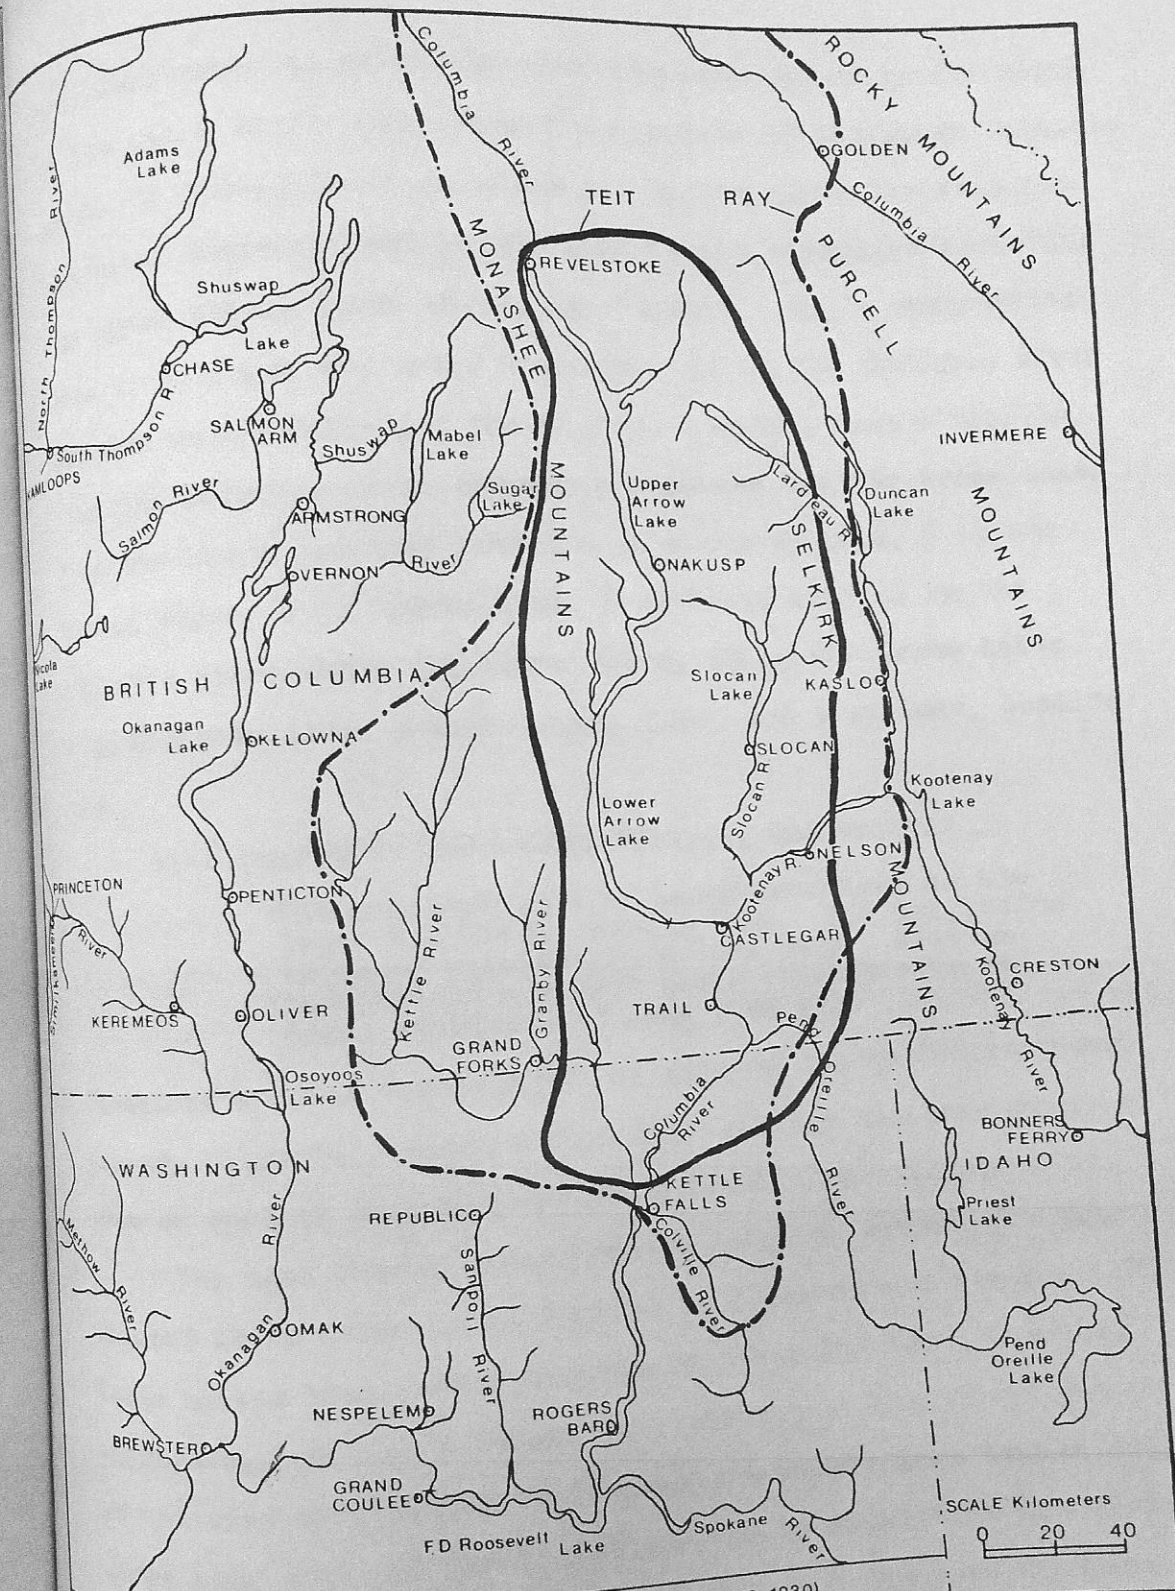 Columbia
River
ROCKY
MOUNTAINS
Adams
Lake
GOLDEN
North Thompson River
Columbia
River
TEIT
RAY
MONASHEE
MOUNTAINS
PURCELL
MOUNTAINS
REVELSTOKE
Shuswap
Lake
CHASE
SALMON
ARM
South Thompson R
KAMLOOPS
Shuswap
River
Mabel
Lake
INVERMERE
Sugar
Lake
Upper
Arrow
Lake
Lardeau R
Duncan
Lake
Salmon River
ARMSTRONG
SELKIRK
MOUNTAINS
VERNON
NAKUSP
Nicola
Lake
BRITISH COLUMBIA
Slocan
Lake
KASLO
Okanagan
Lake
KELOWNA
SLOCAN
Slocan R
Kootenay
Lake
Lower
Arrow
Lake
NELSON
Kootenay R.
PRINCETON
PENTICTON
Similkameen
River
Kettle River
Granby River
CASTLEGAR
Kootenay
River
CRESTON
KEREMEOS
OLIVER
TRAIL
Pend
Oreille
River
GRAND
FORKS
Osoyoos
Lake
Columbia
River
BONNERS
FERRY
WASHINGTON
IDAHO
KETTLE
FALLS
Priest
Lake
REPUBLIC
Colville
River
Methow
River
Sanpoil
River
Okanagan
River
OMAK
Pend
Oreille
Lake
NESPELEM
ROGERS
BAR
BREWSTER
GRAND
COULEE
F D Roosevelt
Lake
Spokane
River
SCALE Kilometers
0 20 40
1930)